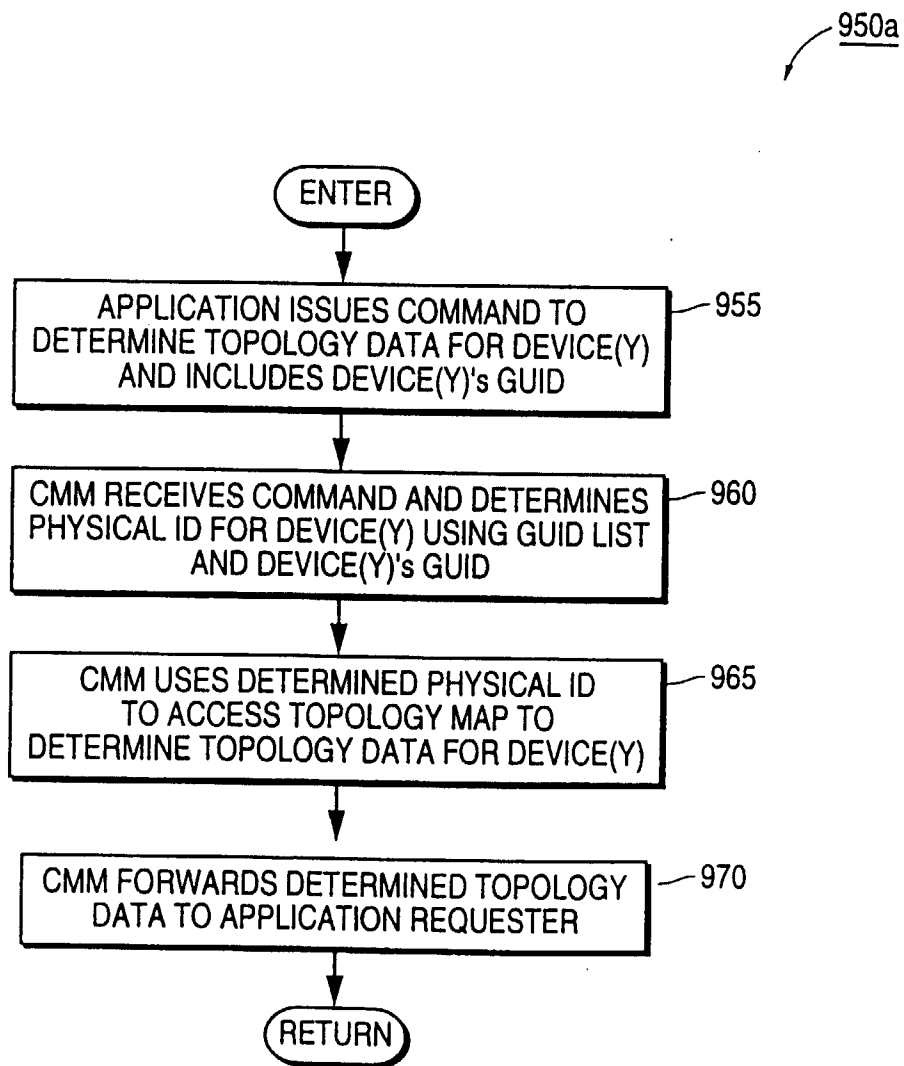 950a
ENTER
APPLICATION ISSUES COMMAND TO
DETERMINE TOPOLOGY DATA FOR DEVICE(Y)
AND INCLUDES DEVICE(Y)'s GUID
955
CMM RECEIVES COMMAND AND DETERMINES
PHYSICAL ID FOR DEVICE(Y) USING GUID LIST
AND DEVICE(Y)'s GUID
960
CMM USES DETERMINED PHYSICAL ID
TO ACCESS TOPOLOGY MAP TO
DETERMINE TOPOLOGY DATA FOR DEVICE(Y)
965
CMM FORWARDS DETERMINED TOPOLOGY
DATA TO APPLICATION REQUESTER
970
RETURN